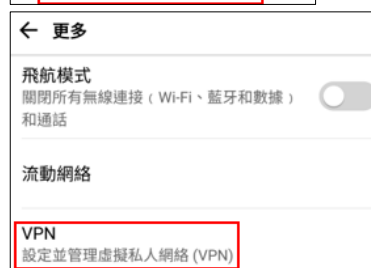 ← 更多
飛航模式
關閉所有無線連接（Wi-Fi、藍牙和數據）
和通話
流動網絡
VPN
設定並管理虛擬私人網絡 (VPN)